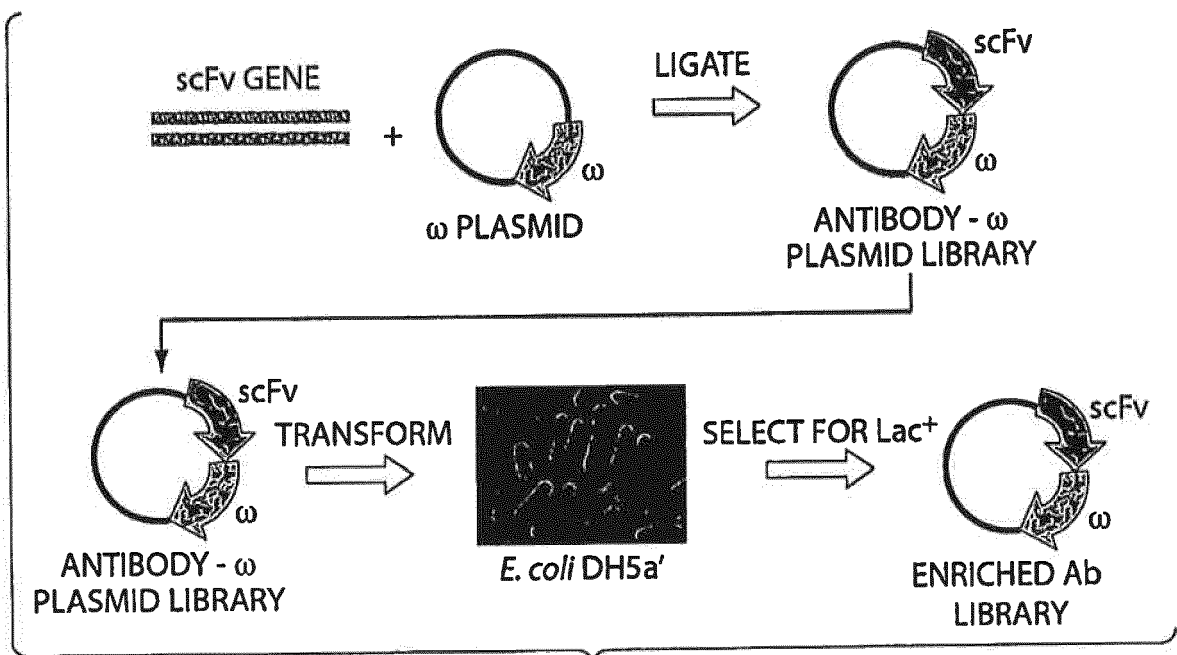 scFv GENE
+
ω
ω PLASMID
LIGATE
scFv
ω
ANTIBODY - ω
PLASMID LIBRARY
scFv
ω
ANTIBODY - ω
PLASMID LIBRARY
TRANSFORM
E. coli DH5a′
SELECT FOR Lac⁺
scFv
ω
ENRICHED Ab
LIBRARY